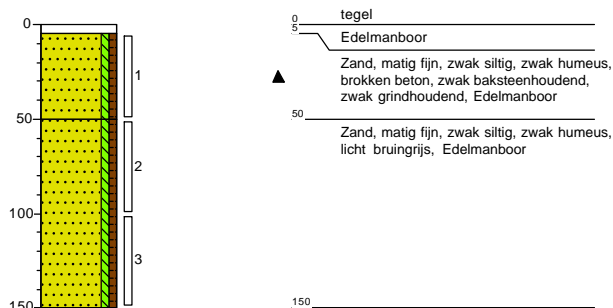 0
50
100
150
1
2
3
0
tegel
5
Edelmanboor
Zand, matig fijn, zwak siltig, zwak humeus,
brokken beton, zwak baksteenhoudend,
zwak grindhoudend, Edelmanboor
50
Zand, matig fijn, zwak siltig, zwak humeus,
licht bruingrijs, Edelmanboor
150